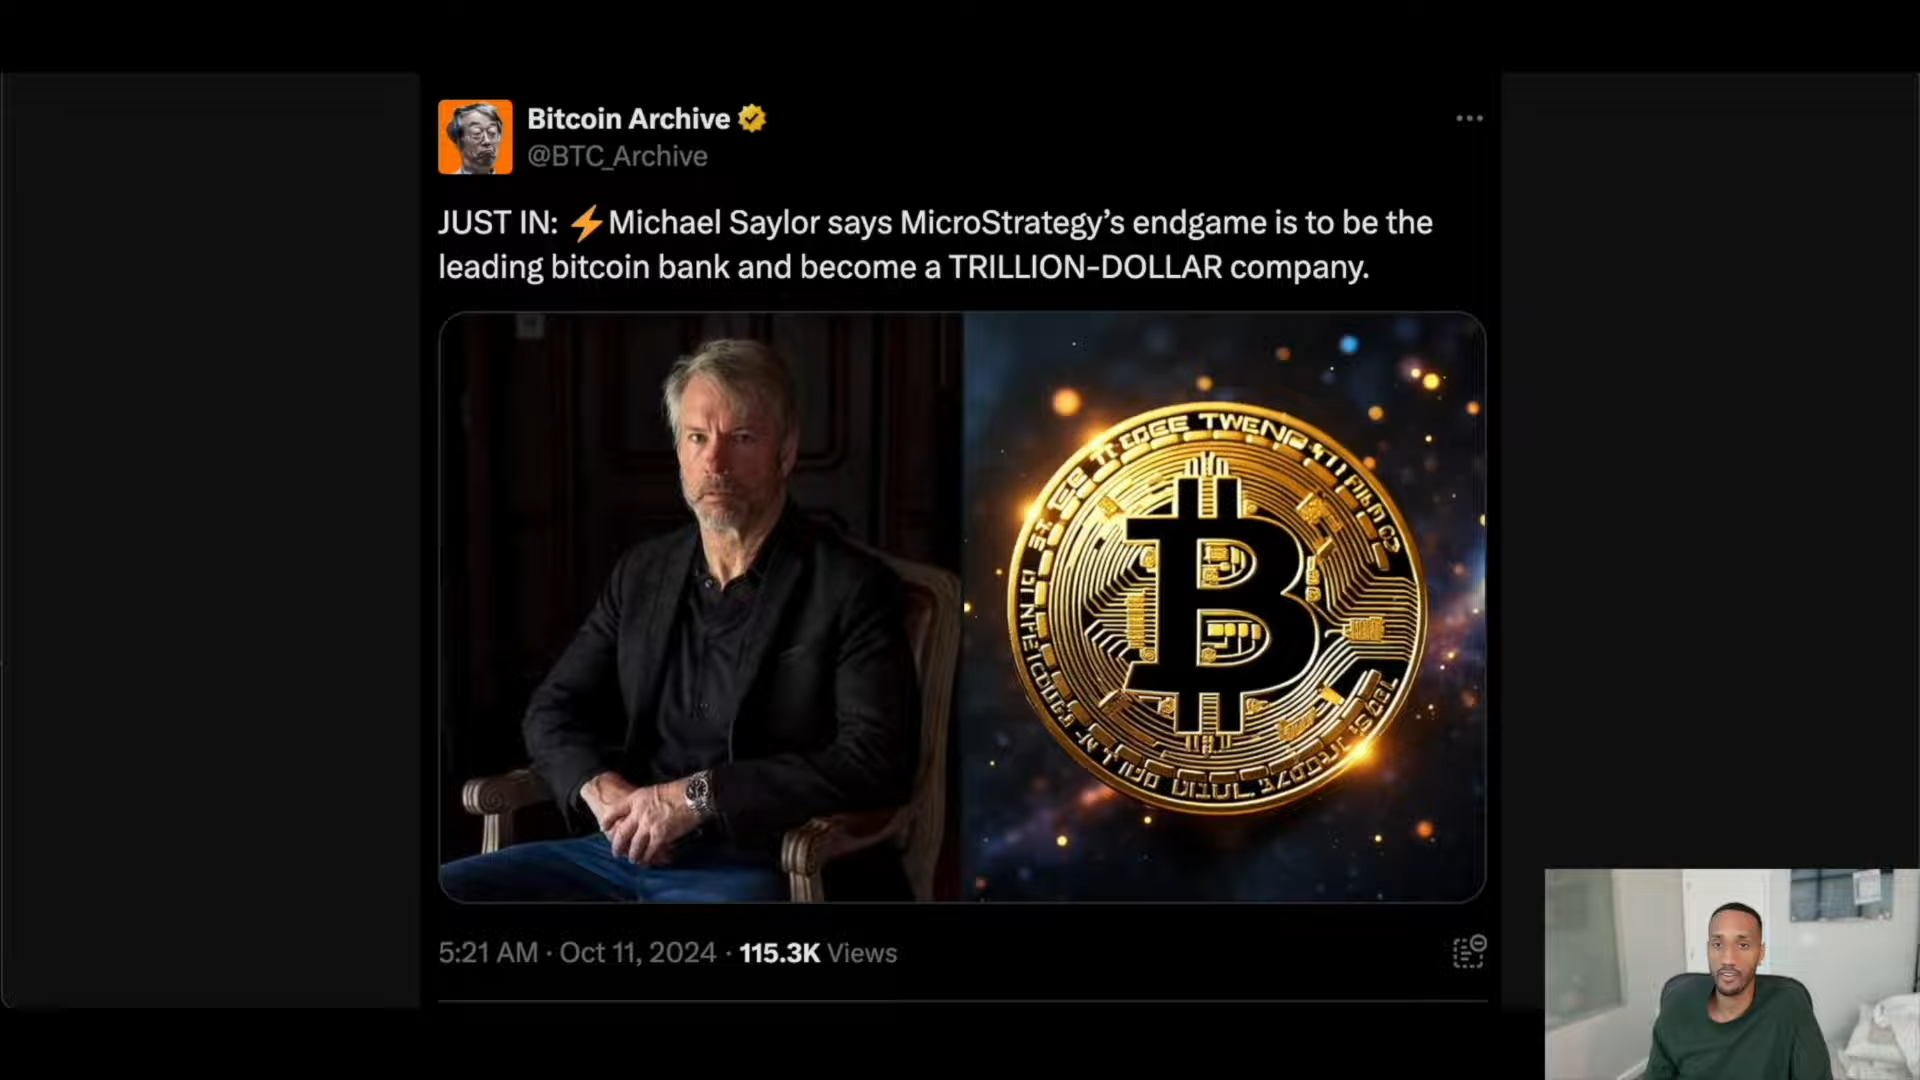 Bitcoin Archive
@BTC_Archive
JUST IN: ⚡Michael Saylor says MicroStrategy’s endgame is to be the
leading bitcoin bank and become a TRILLION-DOLLAR company.
5:21 AM · Oct 11, 2024 · 115.3K Views